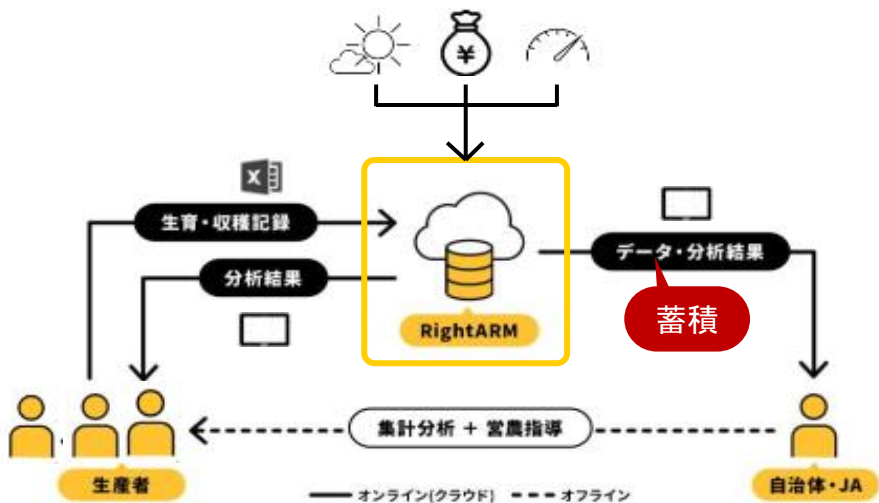 ¥
X
生育・収穫記録
データ・分析結果
分析結果
蓄積
RightARM
集計分析 + 営農指導
生産者
自治体・JA
オンライン(クラウド)
オフライン